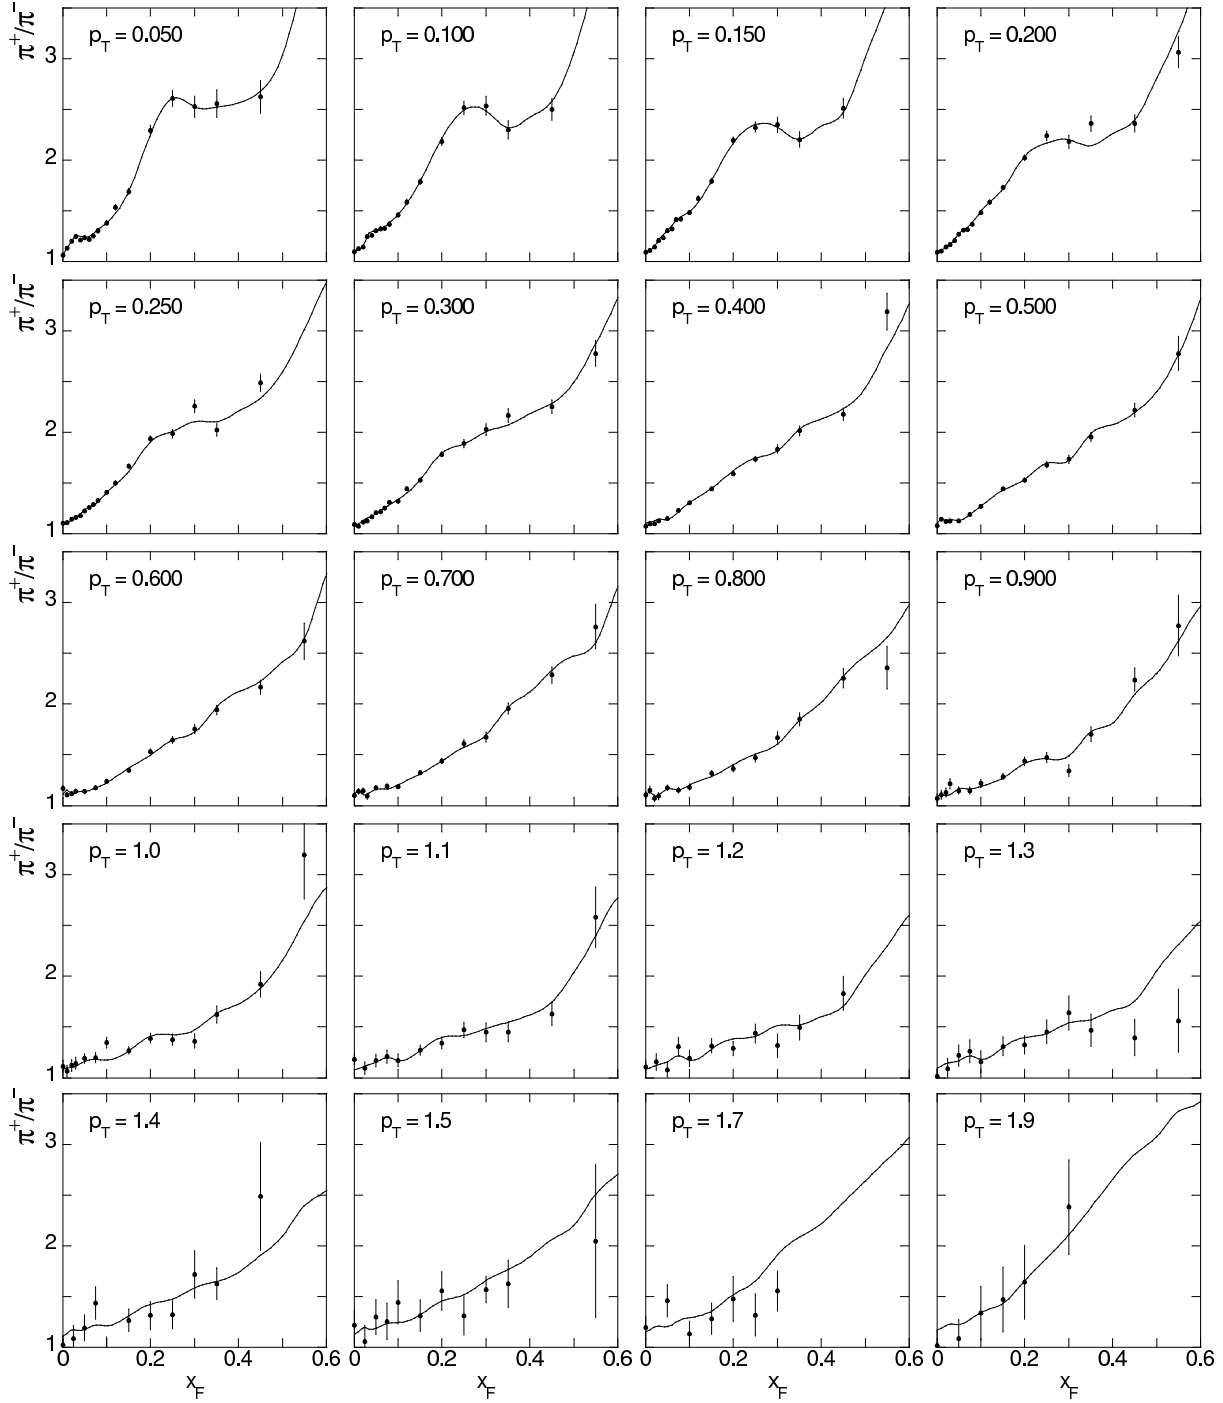 π⁺/π⁻
p_T = 0.050
p_T = 0.100
p_T = 0.150
p_T = 0.200
3
2
1
π⁺/π⁻
p_T = 0.250
p_T = 0.300
p_T = 0.400
p_T = 0.500
3
2
1
π⁺/π⁻
p_T = 0.600
p_T = 0.700
p_T = 0.800
p_T = 0.900
3
2
1
π⁺/π⁻
p_T = 1.0
p_T = 1.1
p_T = 1.2
p_T = 1.3
3
2
1
π⁺/π⁻
p_T = 1.4
p_T = 1.5
p_T = 1.7
p_T = 1.9
3
2
1
0 0.2 0.4 0.6 0 0.2 0.4 0.6 0 0.2 0.4 0.6 0 0.2 0.4 0.6
x_F x_F x_F x_F